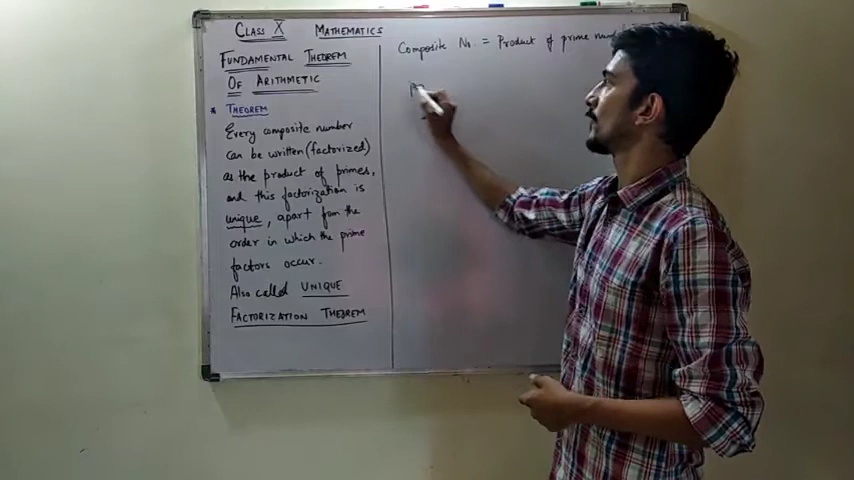 CLASS X MATHEMATICS
FUNDAMENTAL THEOREM
OF ARITHMETIC
* THEOREM
Every composite number
can be written (factorized)
as the product of primes,
and this factorization is
unique, apart from the
order in which the prime
factors occur.
Also called UNIQUE
FACTORIZATION THEOREM
Composite No. = Product of prime